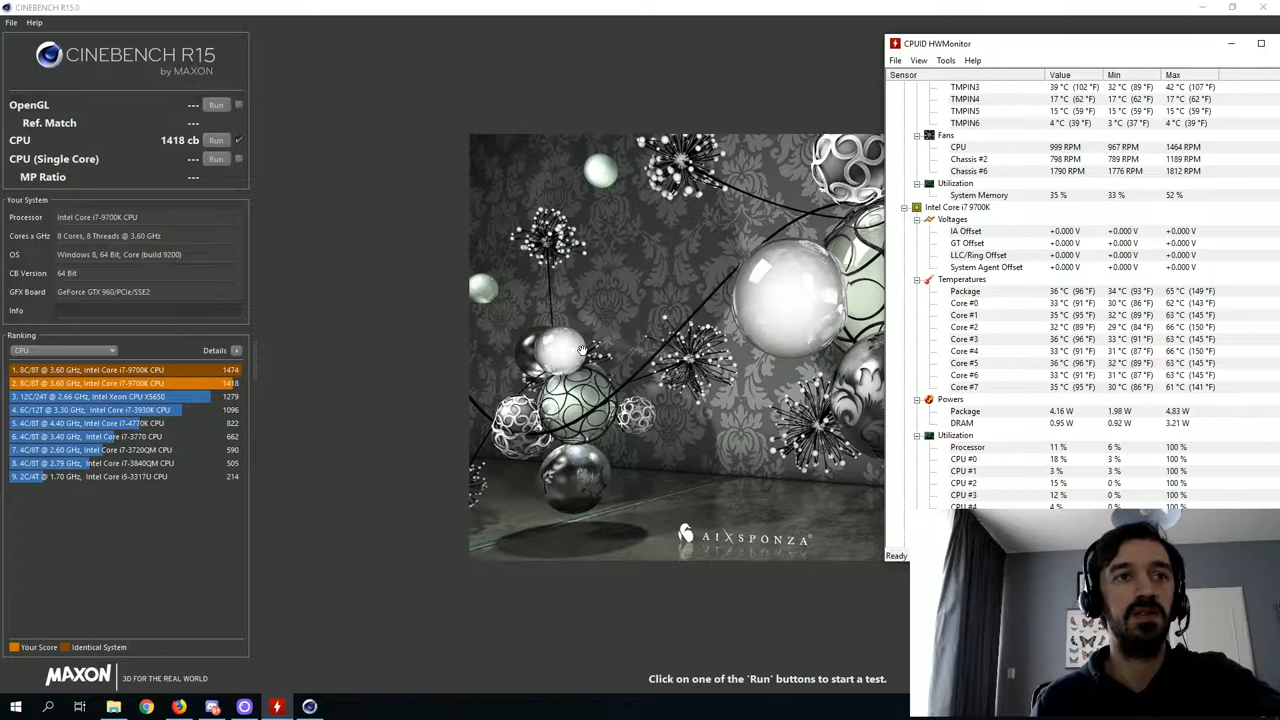 CINEBENCH R15.0
File Help
CINEBENCH R15
by MAXON
OpenGL --- Run
Ref. Match ---
CPU 1418 cb Run
CPU (Single Core) --- Run
MP Ratio ---
Your System
Processor Intel Core i7-9700K CPU
Cores x GHz 8 Cores, 8 Threads @ 3.60 GHz
OS Windows 8, 64 Bit, Core (build 9200)
CB Version 64 Bit
GFX Board GeForce GTX 960/PCIe/SSE2
Info
Ranking
CPU Details
1. 8C/8T @ 3.60 GHz, Intel Core i7-9700K CPU 1474
2. 8C/8T @ 3.60 GHz, Intel Core i7-9700K CPU 1418
3. 12C/24T @ 2.66 GHz, Intel Xeon CPU X5650 1279
4. 6C/12T @ 3.30 GHz, Intel Core i7-3930K CPU 1096
5. 4C/8T @ 4.40 GHz, Intel Core i7-4770K CPU 822
6. 4C/8T @ 3.40 GHz, Intel Core i7-3770 CPU 662
7. 4C/8T @ 2.60 GHz, Intel Core i7-3720QM CPU 590
8. 4C/8T @ 2.79 GHz, Intel Core i7-3840QM CPU 505
9. 2C/4T @ 1.70 GHz, Intel Core i5-3317U CPU 214
Your Score Identical System
MAXON 3D FOR THE REAL WORLD
AIXSPONZA
Click on one of the 'Run' buttons to start a test.
CPUID HWMonitor
File View Tools Help
Sensor Value Min Max
TMPIN3 39 °C (102 °F) 32 °C (89 °F) 42 °C (107 °F)
TMPIN4 17 °C (62 °F) 17 °C (62 °F) 17 °C (62 °F)
TMPIN5 15 °C (59 °F) 15 °C (59 °F) 15 °C (59 °F)
TMPIN6 4 °C (39 °F) 3 °C (37 °F) 4 °C (39 °F)
Fans
CPU 999 RPM 967 RPM 1464 RPM
Chassis #2 798 RPM 789 RPM 1189 RPM
Chassis #6 1790 RPM 1776 RPM 1812 RPM
Utilization
System Memory 35 % 33 % 52 %
Intel Core i7 9700K
Voltages
IA Offset +0.000 V +0.000 V +0.000 V
GT Offset +0.000 V +0.000 V +0.000 V
LLC/Ring Offset +0.000 V +0.000 V +0.000 V
System Agent Offset +0.000 V +0.000 V +0.000 V
Temperatures
Package 36 °C (96 °F) 34 °C (93 °F) 65 °C (149 °F)
Core #0 33 °C (91 °F) 30 °C (86 °F) 62 °C (143 °F)
Core #1 35 °C (95 °F) 32 °C (89 °F) 63 °C (145 °F)
Core #2 32 °C (89 °F) 29 °C (84 °F) 63 °C (145 °F)
Core #3 36 °C (96 °F) 32 °C (89 °F) 65 °C (149 °F)
Core #4 33 °C (91 °F) 30 °C (86 °F) 63 °C (145 °F)
Core #5 36 °C (96 °F) 32 °C (89 °F) 64 °C (147 °F)
Core #6 33 °C (91 °F) 31 °C (87 °F) 63 °C (145 °F)
Core #7 35 °C (95 °F) 30 °C (86 °F) 61 °C (141 °F)
Powers
Package 4.16 W 1.98 W 4.83 W
DRAM 0.95 W 0.92 W 3.21 W
Utilization
Processor 11 % 6 % 100 %
CPU #0 18 % 3 % 100 %
CPU #1 3 % 3 % 100 %
CPU #2 15 % 0 % 100 %
CPU #3 12 % 0 % 100 %
CPU #4 4 % 0 % 100 %
Ready